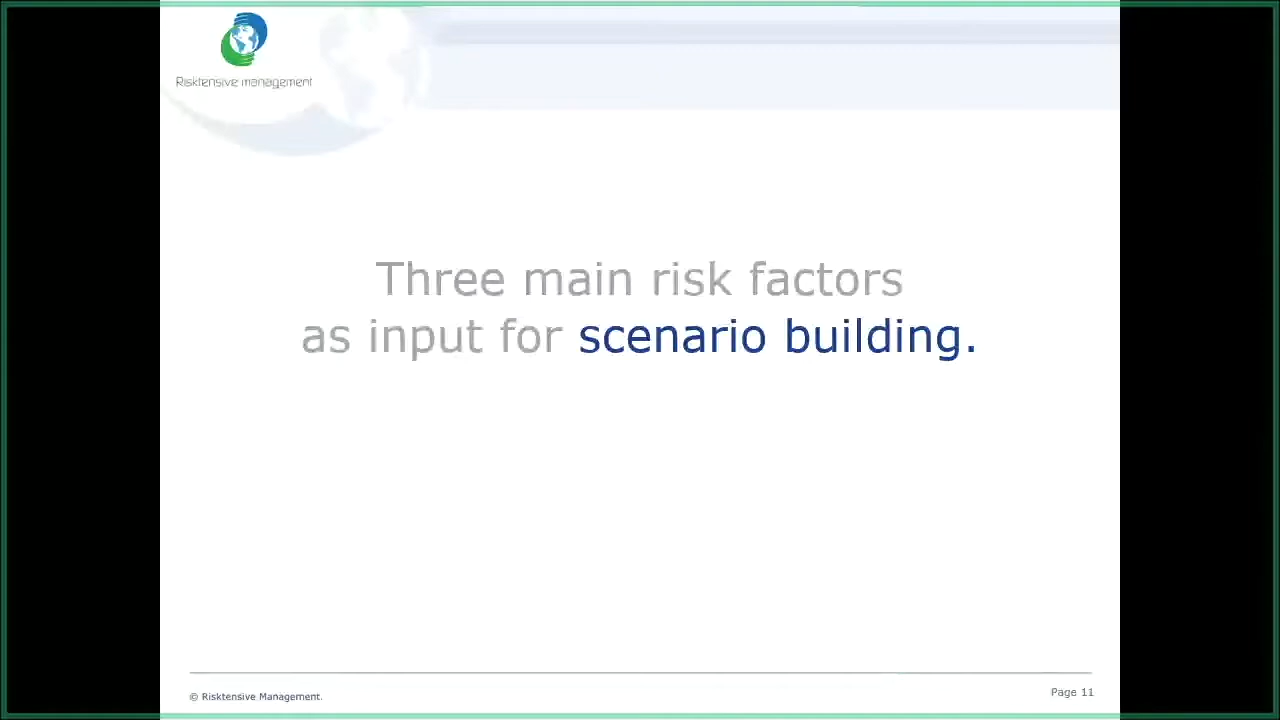 Risktensive management
Three main risk factors
as input for scenario building.
© Risktensive Management.
Page 11